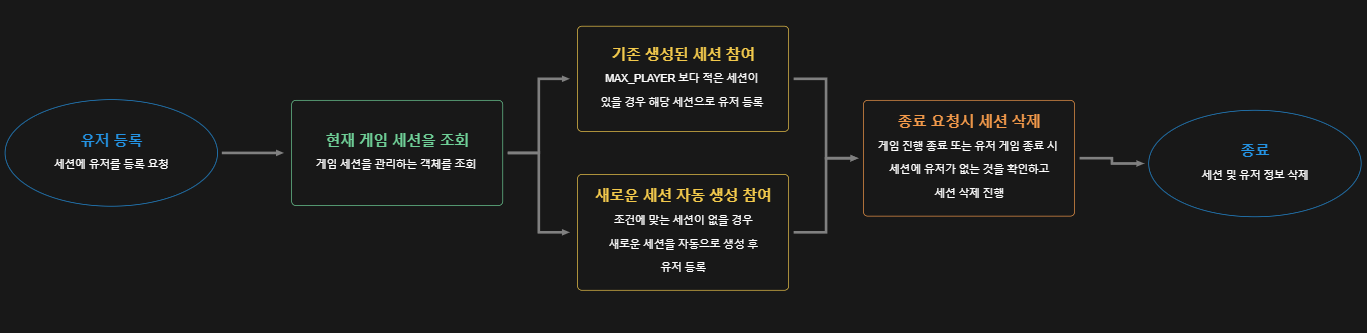 유저 등록
세션에 유저를 등록 요청
현재 게임 세션을 조회
게임 세션을 관리하는 객체를 조회
기존 생성된 세션 참여
MAX_PLAYER 보다 적은 세션이
있을 경우 해당 세션으로 유저 등록
새로운 세션 자동 생성 참여
조건에 맞는 세션이 없을 경우
새로운 세션을 자동으로 생성 후
유저 등록
종료 요청시 세션 삭제
게임 진행 종료 또는 유저 게임 종료 시
세션에 유저가 없는 것을 확인하고
세션 삭제 진행
종료
세션 및 유저 정보 삭제